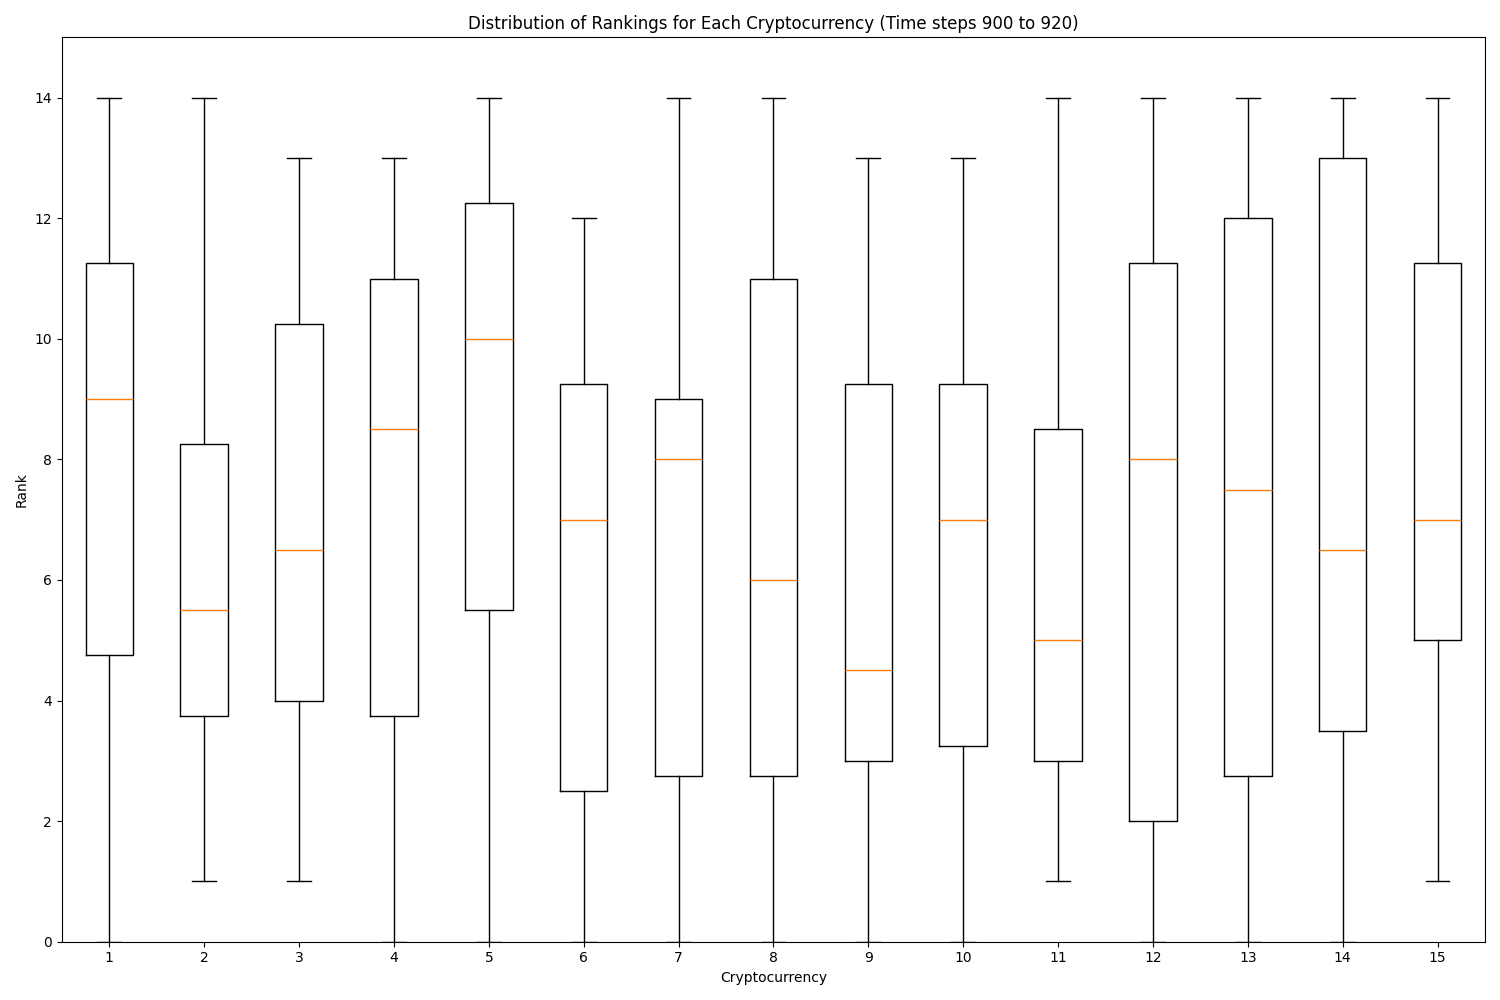 Distribution of Rankings for Each Cryptocurrency (Time steps 900 to 920)
Rank
14
12
10
8
6
4
2
0
1 2 3 4 5 6 7 8 9 10 11 12 13 14 15
Cryptocurrency